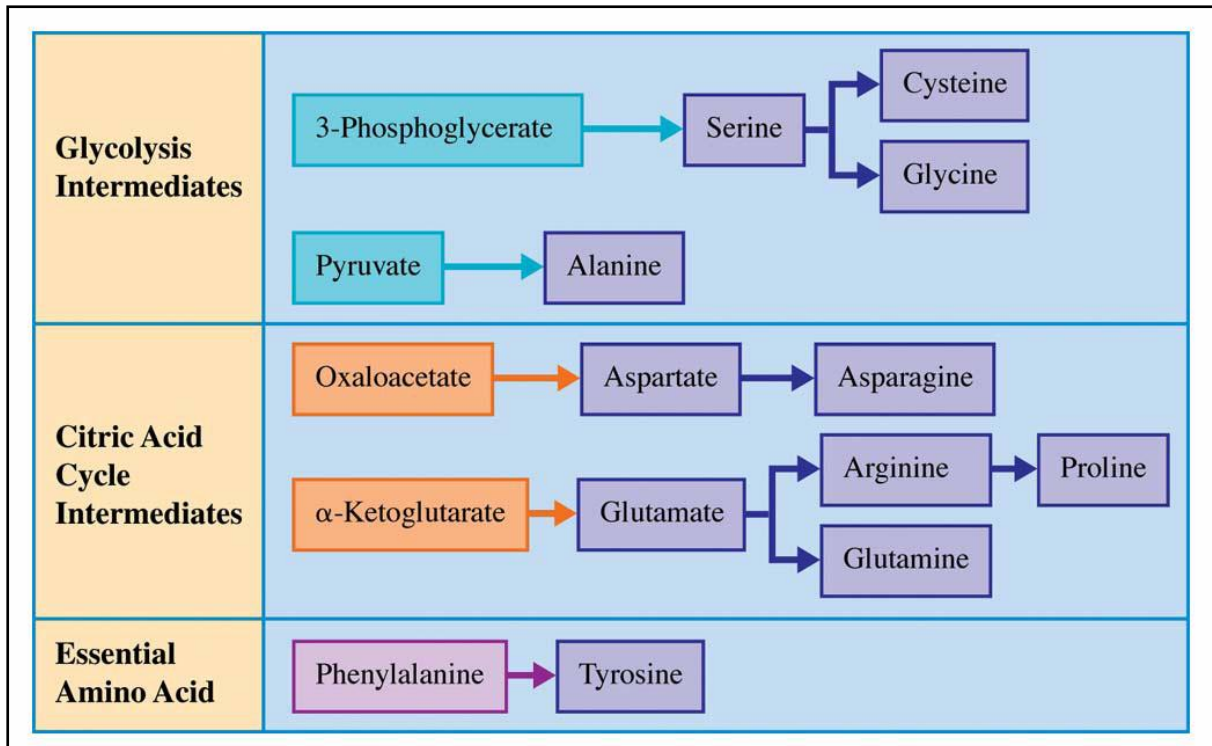 Glycolysis
Intermediates
3-Phosphoglycerate
Serine
Cysteine
Glycine
Pyruvate
Alanine
Citric Acid
Cycle
Intermediates
Oxaloacetate
Aspartate
Asparagine
α-Ketoglutarate
Glutamate
Arginine
Proline
Glutamine
Essential
Amino Acid
Phenylalanine
Tyrosine